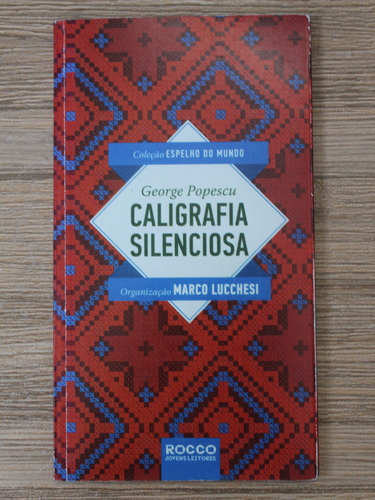 Coleção ESPELHO DO MUNDO
George Popescu
CALIGRAFIA
SILENCIOSA
Organização MARCO LUCCHESI
ROCCO
JOVENS LEITORES